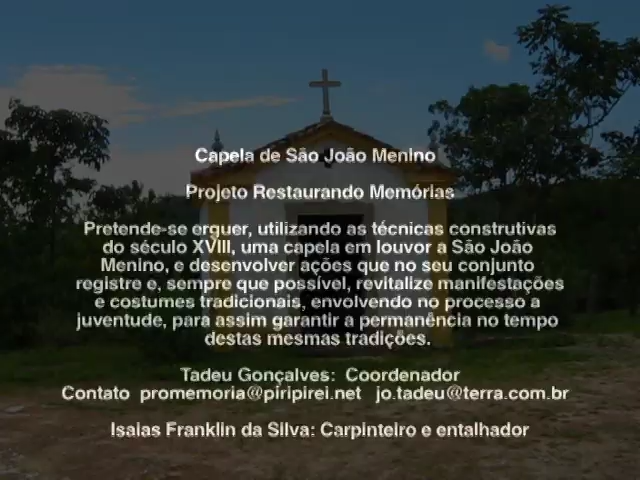 Capela de São João Menino
Projeto Restaurando Memórias
Pretende-se erguer, utilizando as técnicas construtivas
do século XVIII, uma capela em louvor a São João
Menino, e desenvolver ações que no seu conjunto
registre e, sempre que possível, revitalize manifestações
e costumes tradicionais, envolvendo no processo a
juventude, para assim garantir a permanência no tempo
destas mesmas tradições.
Tadeu Gonçalves: Coordenador
Contato promemoria@piripirei.net jo.tadeu@terra.com.br
Isaias Franklin da Silva: Carpinteiro e entalhador